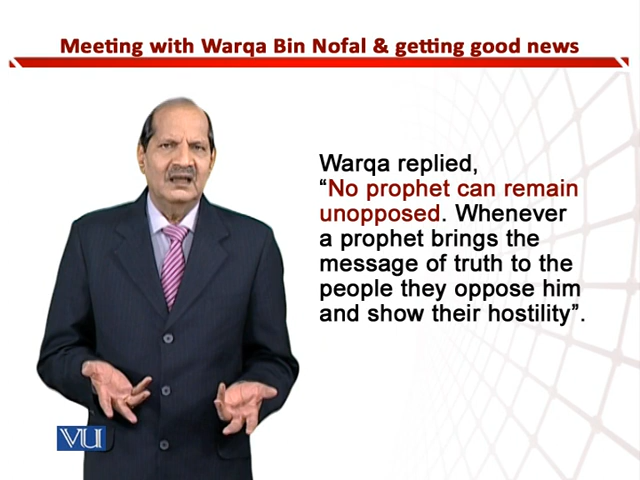 Meeting with Warqa Bin Nofal & getting good news
Warqa replied,
“No prophet can remain
unopposed. Whenever
a prophet brings the
message of truth to the
people they oppose him
and show their hostility”.
VU